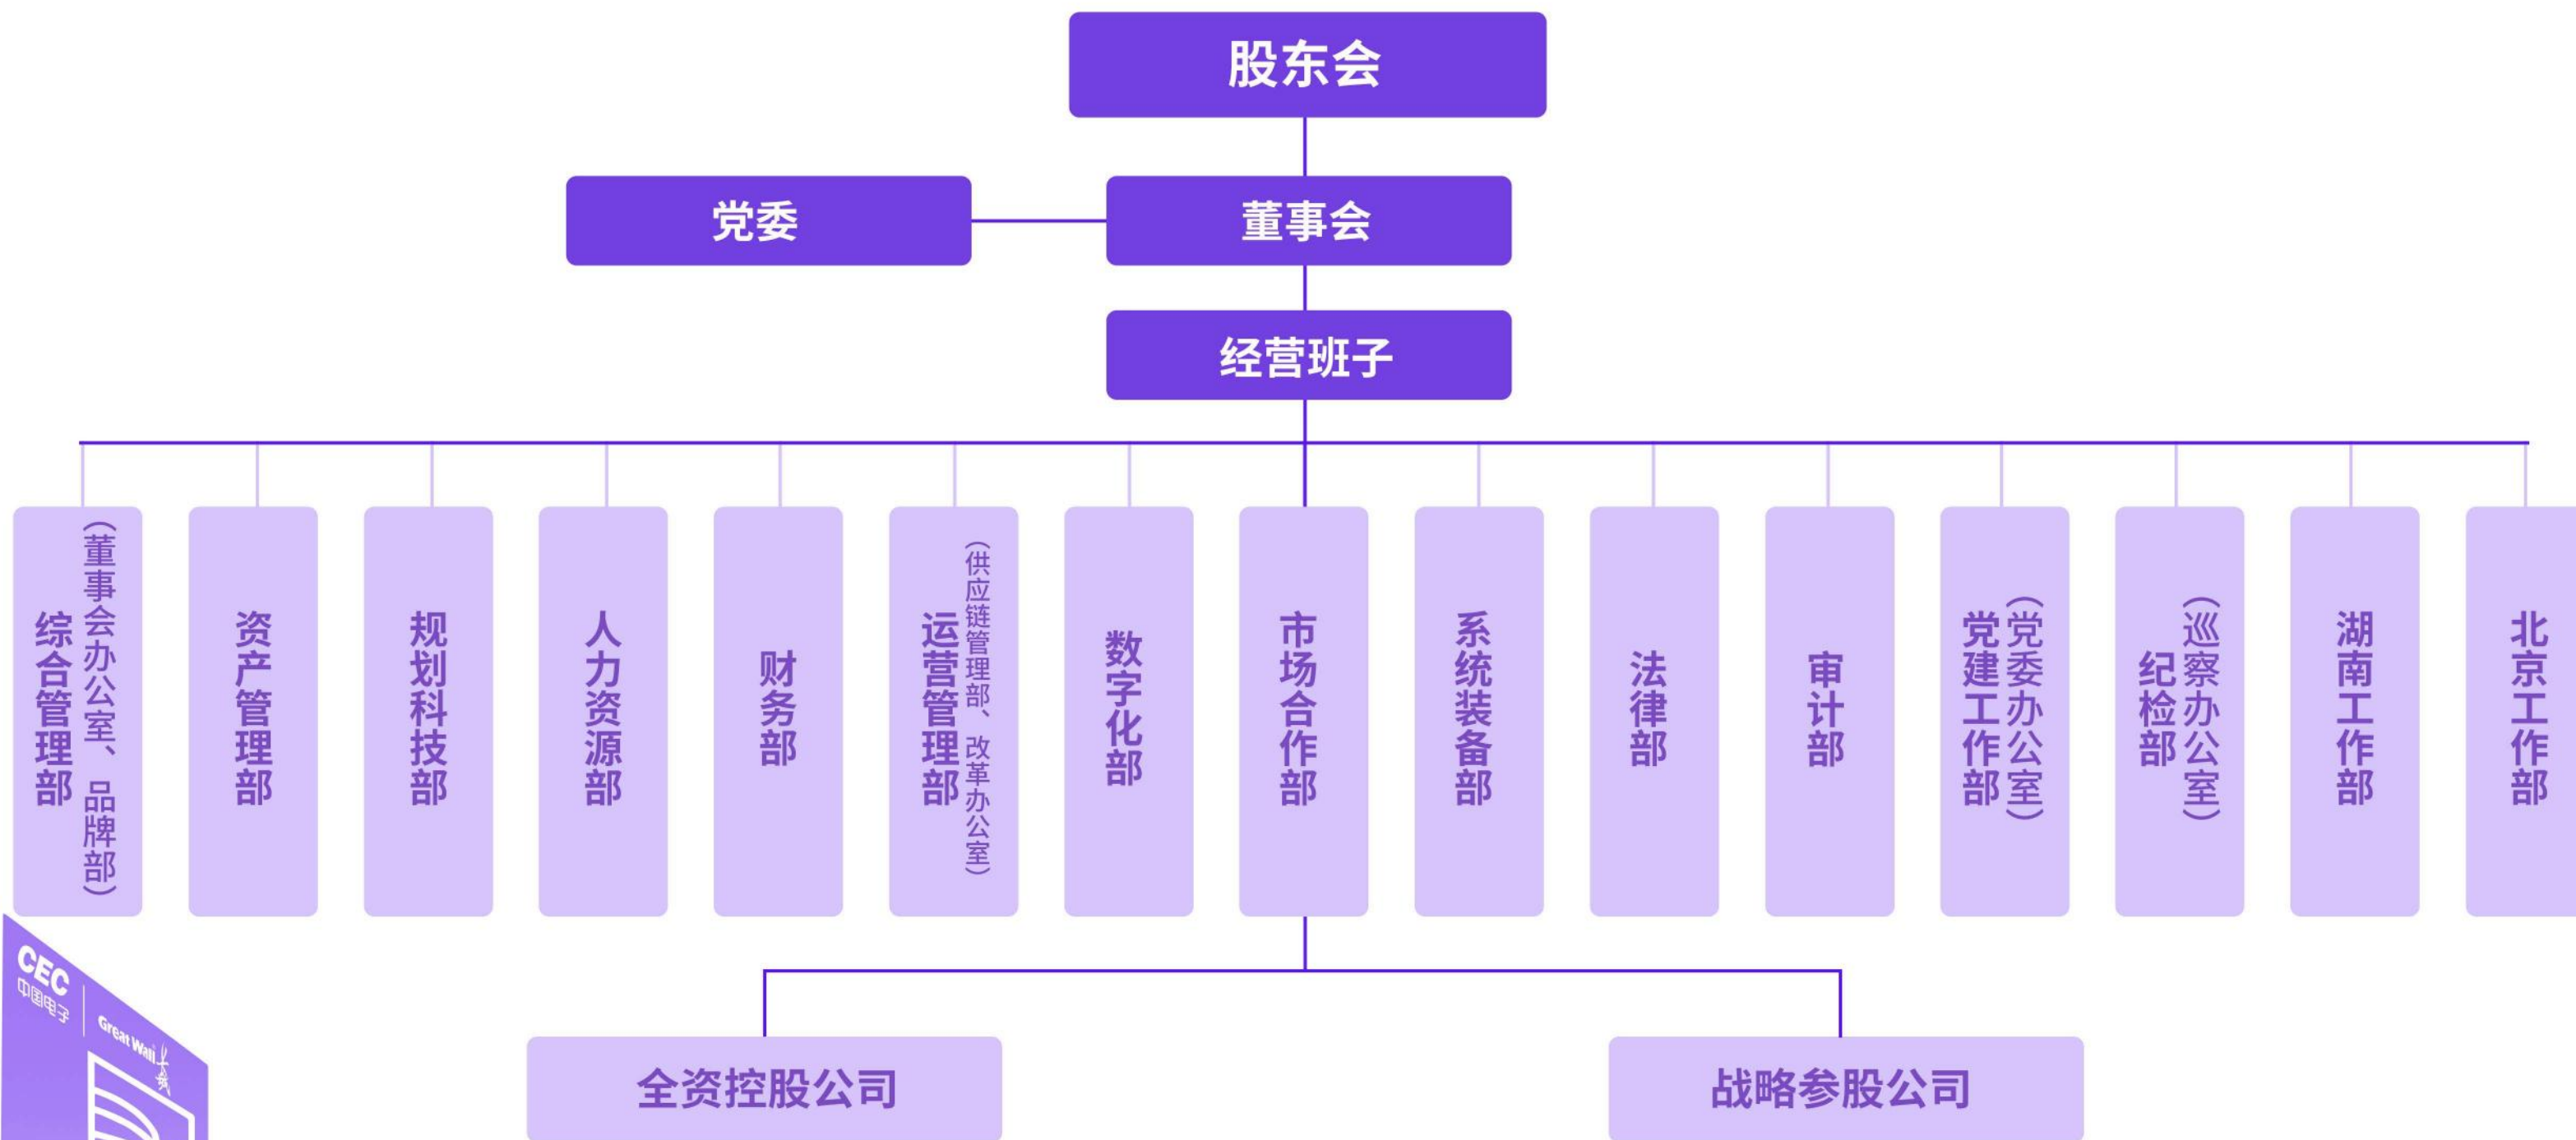 股东会
党委
董事会
经营班子
综合管理部
（董事会办公室、品牌部）
资产管理部
规划科技部
人力资源部
财务部
运营管理部
（供应链管理部、改革办公室）
数字化部
市场合作部
系统装备部
法律部
审计部
党建工作部
（党委办公室）
纪检部
（巡察办公室）
湖南工作部
北京工作部
CEC
中国电子
Great Wall
长城
全资控股公司
战略参股公司